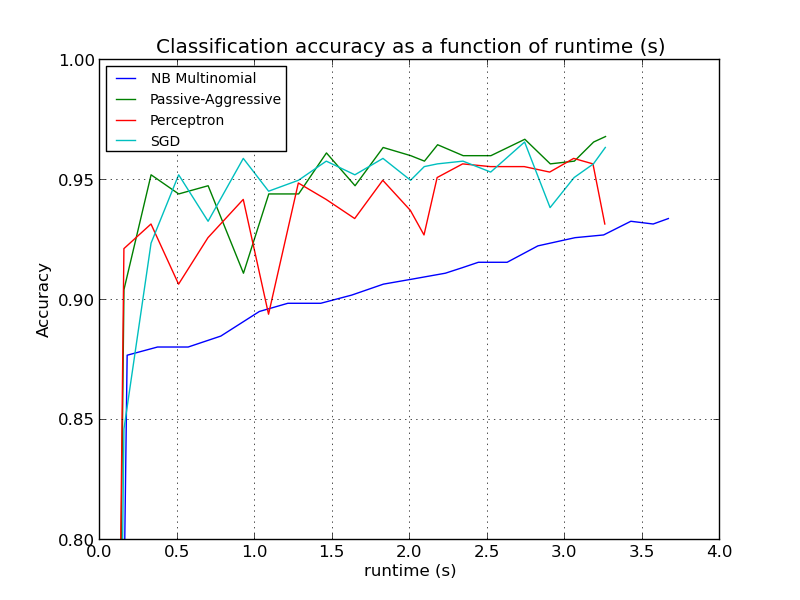 Classification accuracy as a function of runtime (s)
1.00
NB Multinomial
Passive-Aggressive
Perceptron
SGD
0.95
0.90
Accuracy
0.85
0.80
0.0 0.5 1.0 1.5 2.0 2.5 3.0 3.5 4.0
runtime (s)